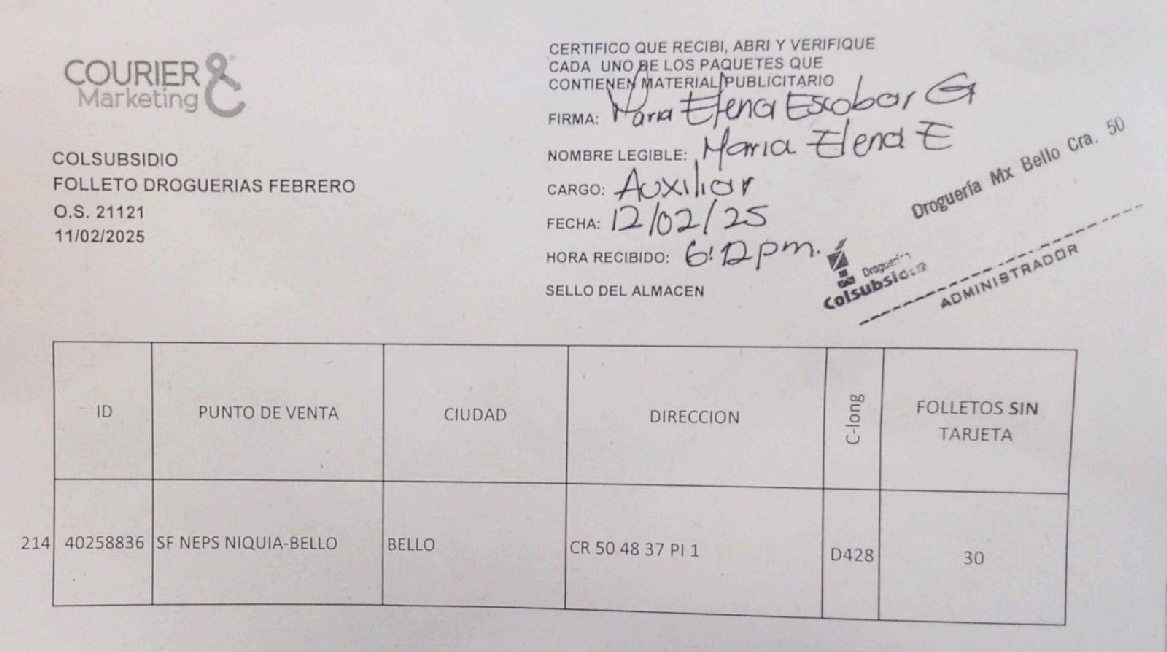 COURIER
Marketing
COLSUBSIDIO
FOLLETO DROGUERIAS FEBRERO
O.S. 21121
11/02/2025
CERTIFICO QUE RECIBI, ABRI Y VERIFIQUE
CADA UNO DE LOS PAQUETES QUE
CONTIENEN MATERIAL PUBLICITARIO
FIRMA: Maria Elena Escobar G
NOMBRE LEGIBLE: Maria Elena E
CARGO: Auxiliar
FECHA: 12/02/25
HORA RECIBIDO: 6:12 pm.
SELLO DEL ALMACEN
Droguería Mx Bello Cra. 50
Droguerías
Colsubsidio
ADMINISTRADOR
ID PUNTO DE VENTA CIUDAD DIRECCION C-long FOLLETOS SIN TARJETA
214 40258836 SF NEPS NIQUIA-BELLO BELLO CR 50 48 37 PI 1 D428 30